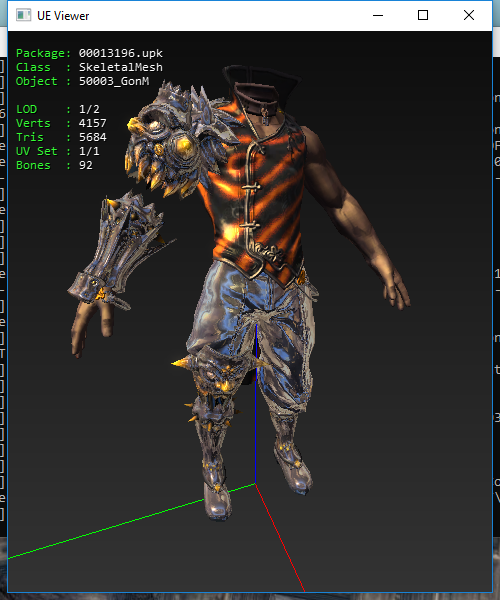 UE Viewer
Package: 00013196.upk
Class : SkeletalMesh
Object : 50003_GonM
LOD : 1/2
Verts : 4157
Tris : 5684
UV Set : 1/1
Bones : 92